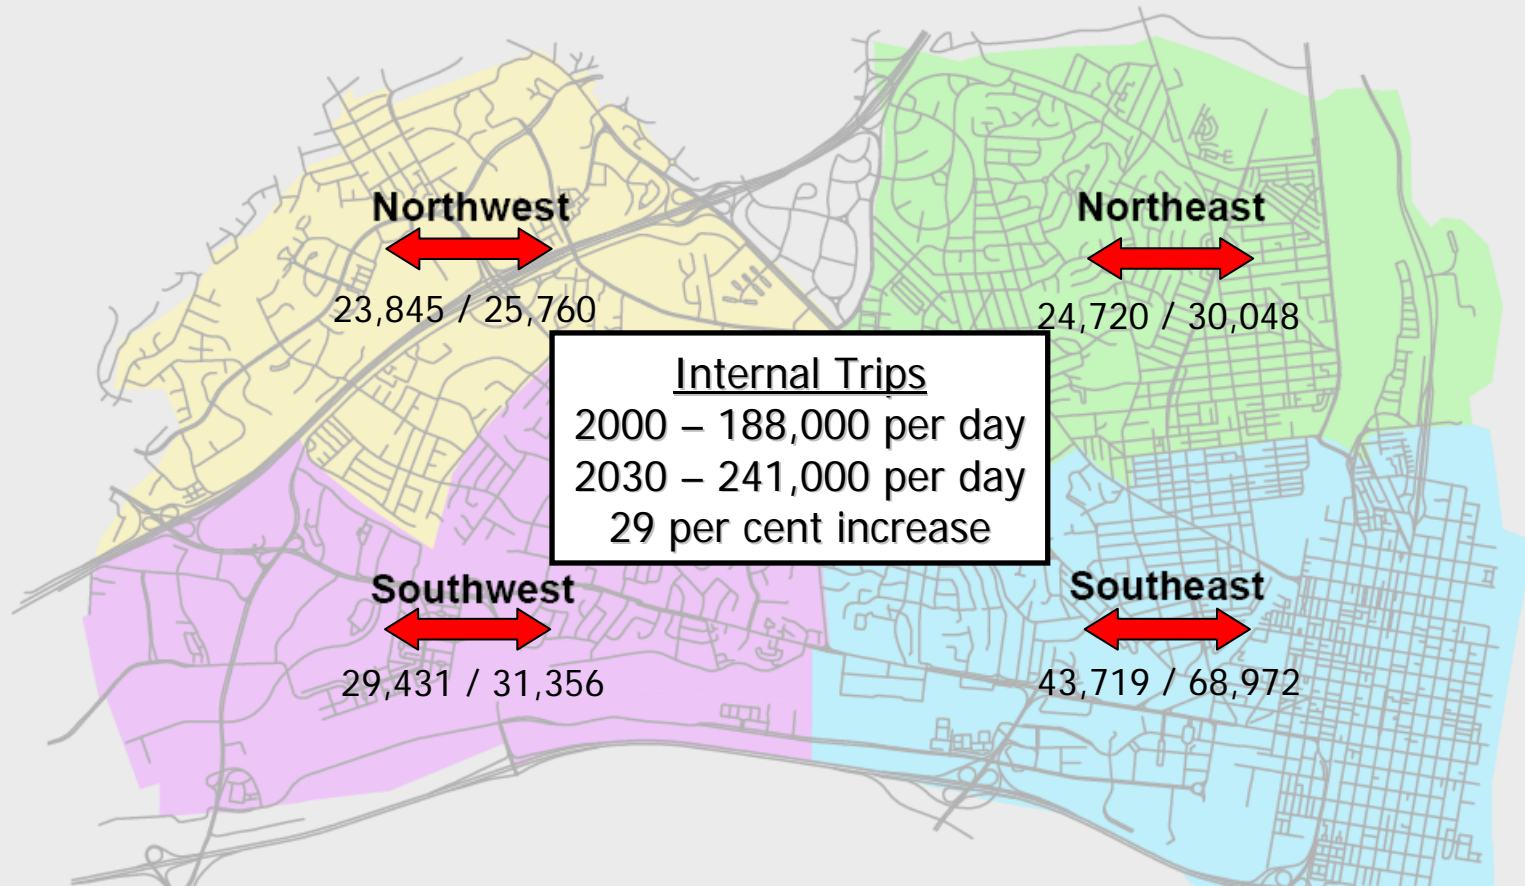 Northwest
23,845 / 25,760
Northeast
24,720 / 30,048
Internal Trips
2000 – 188,000 per day
2030 – 241,000 per day
29 per cent increase
Southwest
29,431 / 31,356
Southeast
43,719 / 68,972